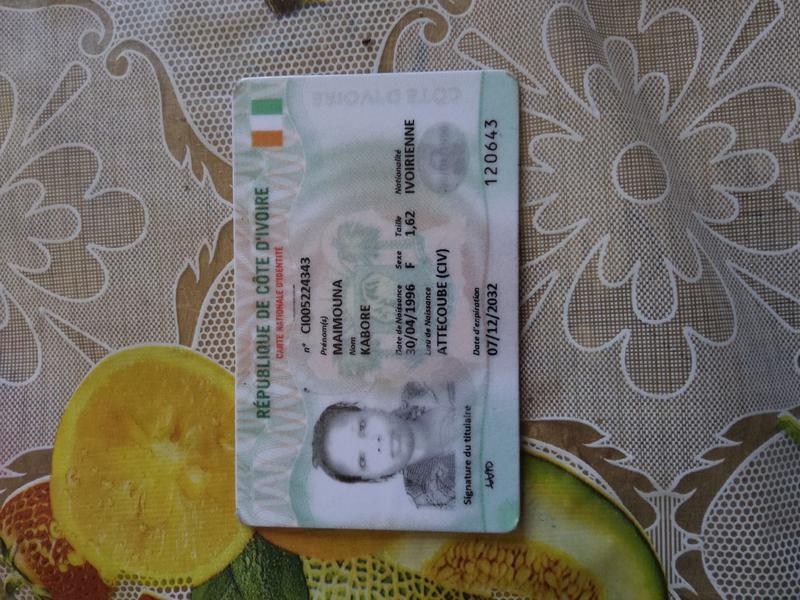 RÉPUBLIQUE DE CÔTE D'IVOIRE
CARTE NATIONALE D'IDENTITÉ
n° CI005224343
Prénom(s)
MAIMOUNA
Nom
KABORE
Date de Naissance Sexe Taille Nationalité
30/04/1996 F 1,62 IVOIRIENNE
Lieu de Naissance
ATTECOUBE (CIV)
Signature du titulaire
Date d'expiration
07/12/2032
120643
CÔTE D'IVOIRE